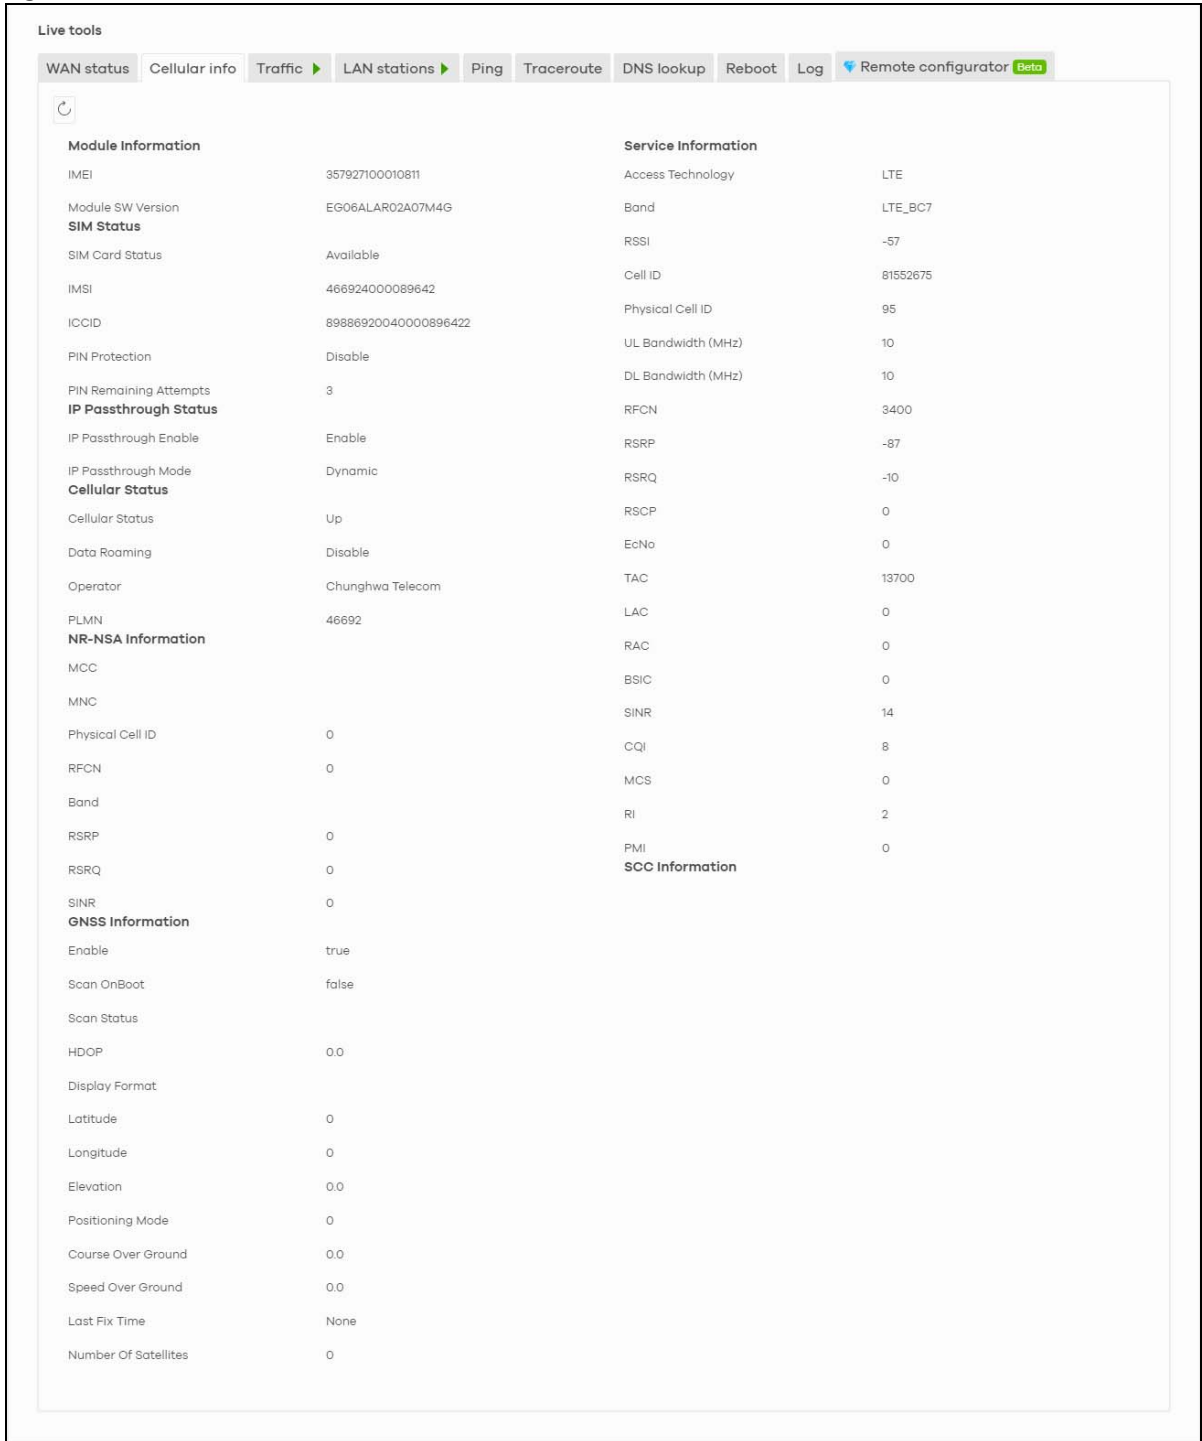 Live tools
WAN status Cellular info Traffic LAN stations Ping Traceroute DNS lookup Reboot Log Remote configurator Beta
Module Information
IMEI 357927100010811
Module SW Version EG06ALAR02A07M4G
SIM Status
SIM Card Status Available
IMSI 466924000089642
ICCID 89886920040000896422
PIN Protection Disable
PIN Remaining Attempts 3
IP Passthrough Status
IP Passthrough Enable Enable
IP Passthrough Mode Dynamic
Cellular Status
Cellular Status Up
Data Roaming Disable
Operator Chunghwa Telecom
PLMN 46692
NR-NSA Information
MCC
MNC
Physical Cell ID 0
RFCN 0
Band
RSRP 0
RSRQ 0
SINR 0
GNSS Information
Enable true
Scan OnBoot false
Scan Status
HDOP 0.0
Display Format
Latitude 0
Longitude 0
Elevation 0.0
Positioning Mode 0
Course Over Ground 0.0
Speed Over Ground 0.0
Last Fix Time None
Number Of Satellites 0
Service Information
Access Technology LTE
Band LTE_BC7
RSSI -57
Cell ID 81552675
Physical Cell ID 95
UL Bandwidth (MHz) 10
DL Bandwidth (MHz) 10
RFCN 3400
RSRP -87
RSRQ -10
RSCP 0
EcNo 0
TAC 13700
LAC 0
RAC 0
BSIC 0
SINR 14
CQI 8
MCS 0
RI 2
PMI 0
SCC Information